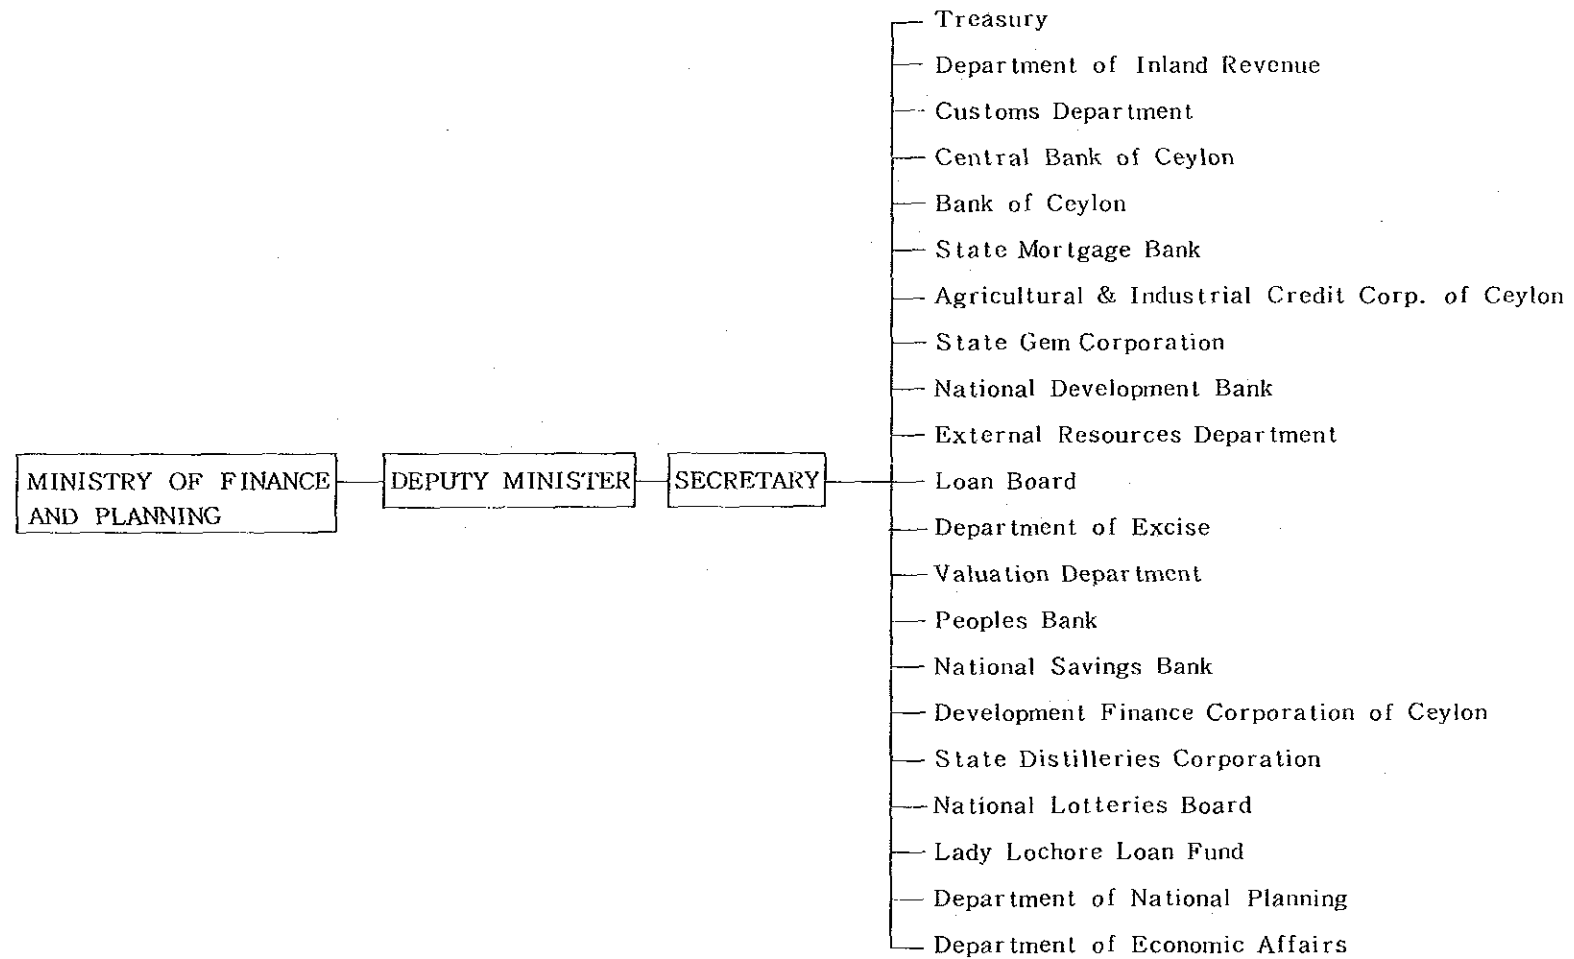 MINISTRY OF FINANCE
AND PLANNING
DEPUTY MINISTER
SECRETARY
Treasury
Department of Inland Revenue
Customs Department
Central Bank of Ceylon
Bank of Ceylon
State Mortgage Bank
Agricultural & Industrial Credit Corp. of Ceylon
State Gem Corporation
National Development Bank
External Resources Department
Loan Board
Department of Excise
Valuation Department
Peoples Bank
National Savings Bank
Development Finance Corporation of Ceylon
State Distilleries Corporation
National Lotteries Board
Lady Lochore Loan Fund
Department of National Planning
Department of Economic Affairs